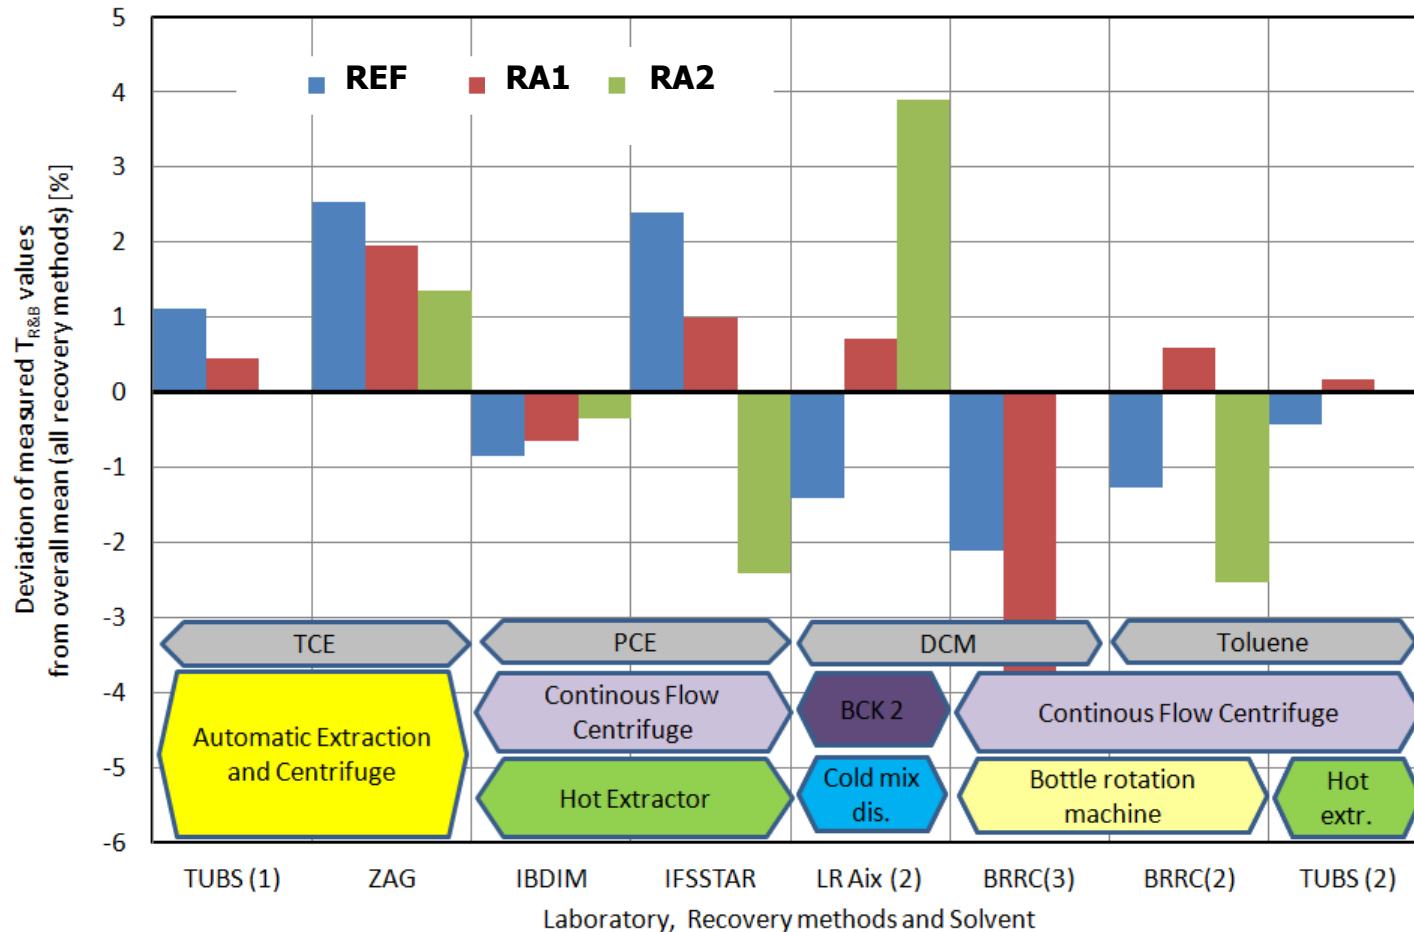 5
4
3
2
1
0
-1
-2
-3
-4
-5
-6
Deviation of measured TR&B values
from overall mean (all recovery methods) [%]
REF RA1 RA2
TCE PCE DCM Toluene
Automatic Extraction
and Centrifuge
Continous Flow
Centrifuge
BCK 2
Continous Flow Centrifuge
Hot Extractor
Cold mix
dis.
Bottle rotation
machine
Hot
extr.
TUBS (1) ZAG IBDIM IFSSTAR LR Aix (2) BRRC(3) BRRC(2) TUBS (2)
Laboratory, Recovery methods and Solvent